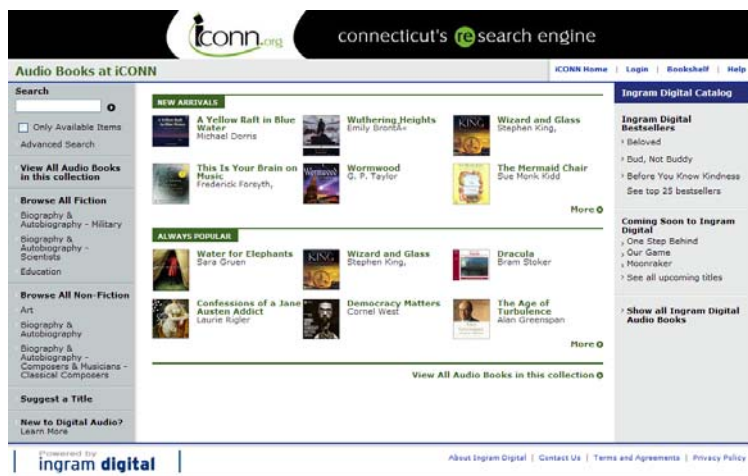 iconn.org
connecticut's re search engine
Audio Books at iCONN
iCONN Home | Login | Bookshelf | Help
Search
Only Available Items
Advanced Search
View All Audio Books
in this collection
Browse All Fiction
Biography &
Autobiography - Military
Biography &
Autobiography -
Scientists
Education
Browse All Non-Fiction
Art
Biography &
Autobiography
Biography &
Autobiography -
Composers & Musicians -
Classical Composers
Suggest a Title
New to Digital Audio?
Learn More
NEW ARRIVALS
A Yellow Raft in Blue
Water
Michael Dorris
Wuthering Heights
Emily BrontÃ«
Wizard and Glass
Stephen King,
This Is Your Brain on
Music
Frederick Forsyth,
Wormwood
G. P. Taylor
The Mermaid Chair
Sue Monk Kidd
More
ALWAYS POPULAR
Water for Elephants
Sara Gruen
Wizard and Glass
Stephen King,
Dracula
Bram Stoker
Confessions of a Jane
Austen Addict
Laurie Rigler
Democracy Matters
Cornel West
The Age of
Turbulence
Alan Greenspan
More
View All Audio Books in this collection
Ingram Digital Catalog
Ingram Digital
Bestsellers
Beloved
Bud, Not Buddy
Before You Know Kindness
See top 25 bestsellers
Coming Soon to Ingram
Digital
One Step Behind
Our Game
Moonraker
See all upcoming titles
Show all Ingram Digital
Audio Books
Powered by
ingram digital
About Ingram Digital | Contact Us | Terms and Agreements | Privacy Policy